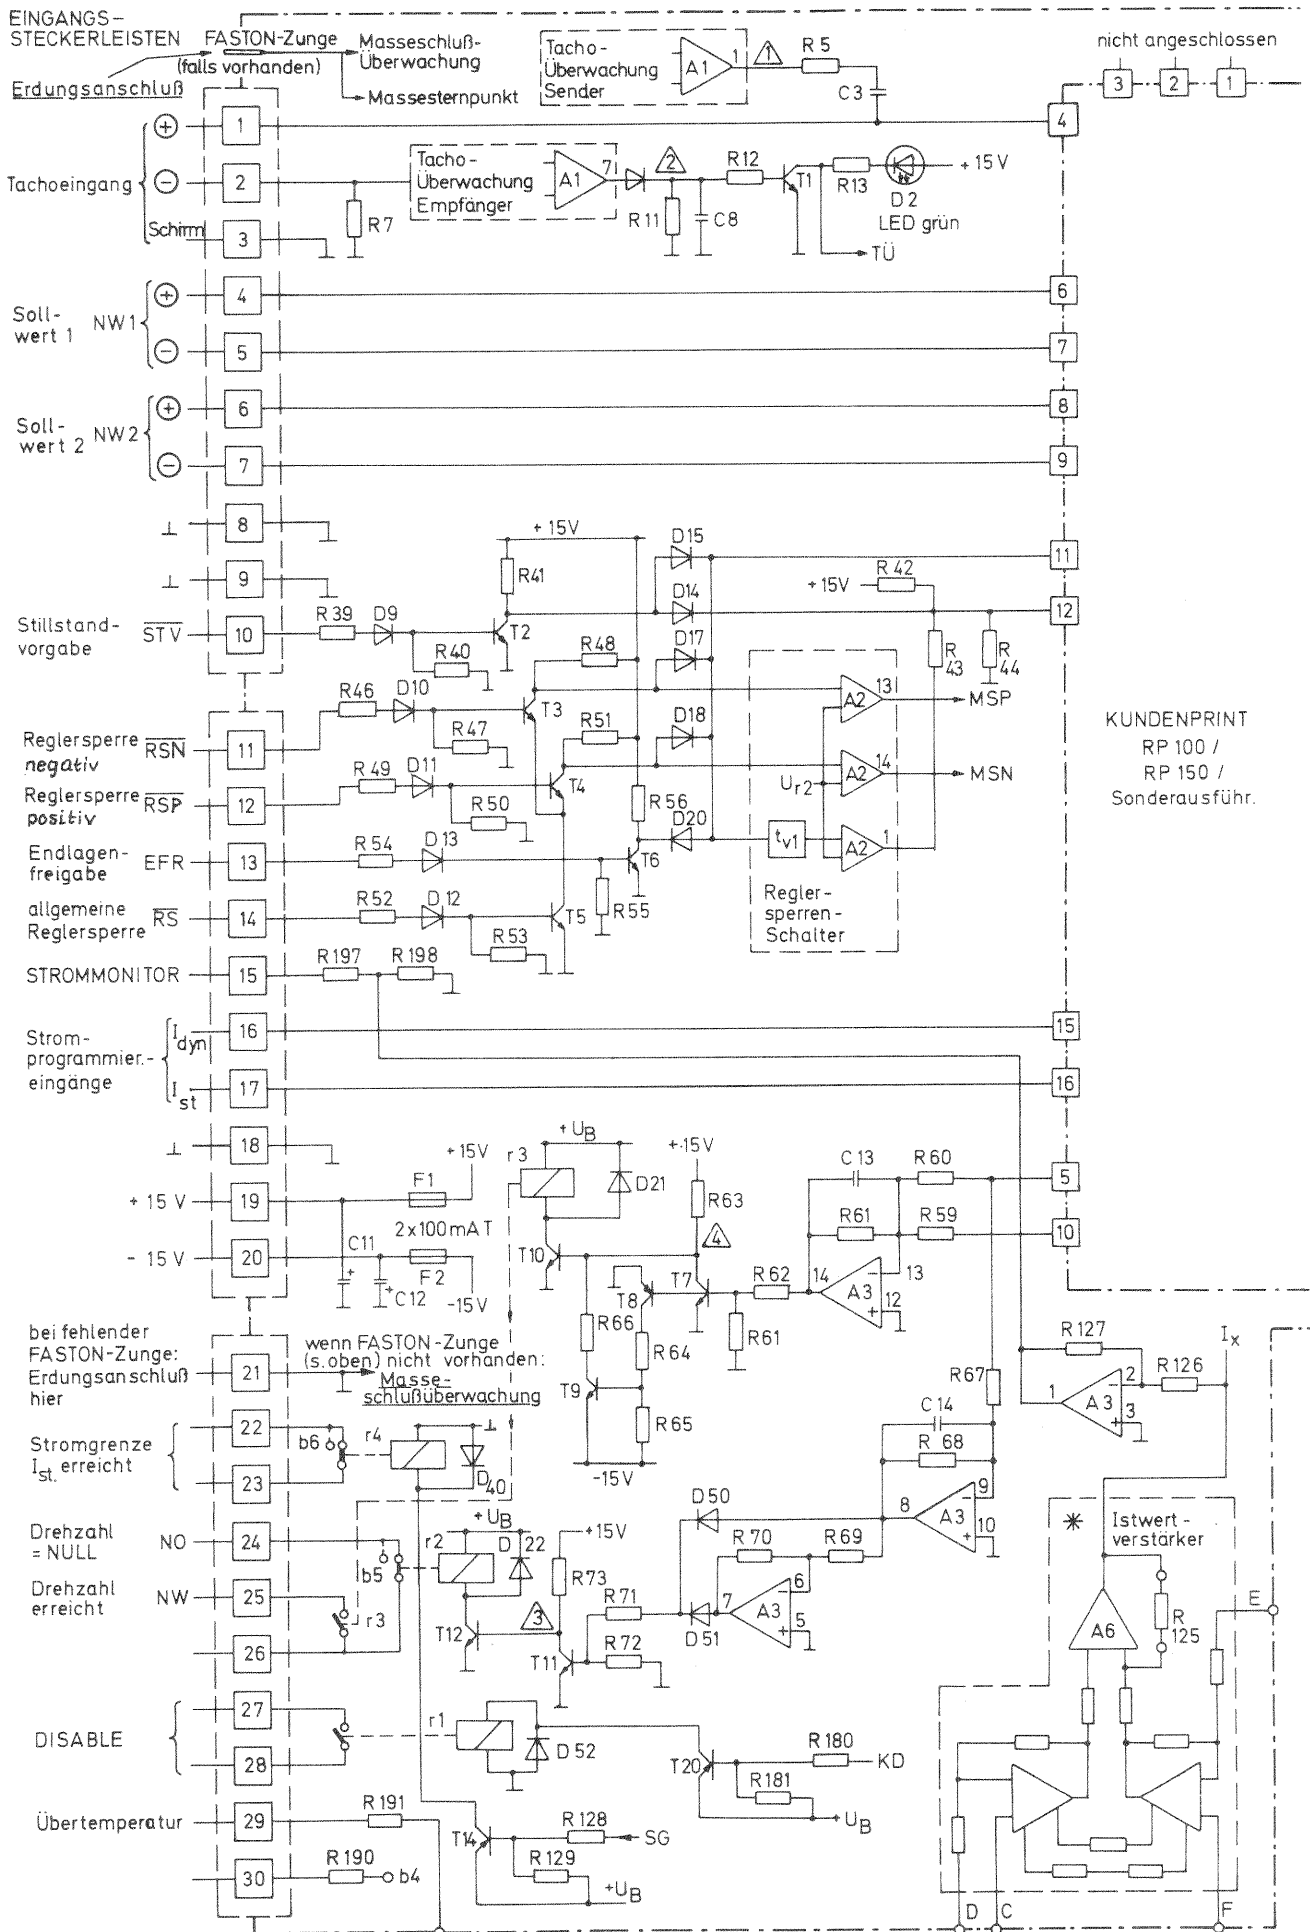 EINGANGS-
STECKERLEISTEN
FASTON-Zunge
(falls vorhanden)
Masseschluß-
Überwachung
Massesternpunkt
Erdungsanschluß
Tacho-
Überwachung
Sender
A1
1
1
R 5
C3
nicht angeschlossen
3
2
1
4
+
1
Tachoeingang
-
2
R7
Tacho-
Überwachung
Empfänger
A1
7
2
R12
R11
C8
T1
R13
D2
LED grün
+ 15 V
TÜ
Schirm
3
Soll-
wert 1
NW1
+
4
6
-
5
7
Soll-
wert 2
NW2
+
6
8
-
7
9
⊥
8
⊥
9
+ 15V
R41
D15
11
D14
R 42
+15V
12
Stillstand-
vorgabe
STV
10
R39
D9
R40
T2
R48
D17
R
43
R
44
R46
D10
T3
A2
13
MSP
Reglersperre
negativ
RSN
11
R47
R51
D18
A2
14
MSN
KUNDENPRINT
RP 100 /
RP 150 /
Sonderausführ.
Reglersperre
positiv
RSP
12
R49
D11
R50
T4
Ur2
R56
D20
tv1
A2
1
Endlagen-
freigabe
EFR
13
R54
D13
T6
R55
Regler-
sperren-
Schalter
allgemeine
Reglersperre
RS
14
R52
D12
R53
T5
STROMMONITOR
15
R197
R198
Strom-
programmier.-
eingänge
Idyn
16
15
Ist
17
16
⊥
18
+UB
r3
D21
+15V
R63
4
C13
R60
5
+ 15 V
19
F1
+15V
R61
R59
10
2x100mA T
- 15 V
20
C11
C12
F2
-15V
T10
T8
T7
R62
14
A3
13
12
R66
R64
R61
T9
R65
-15V
bei fehlender
FASTON-Zunge:
Erdungsanschluß
hier
21
wenn FASTON-Zunge
(s.oben) nicht vorhanden:
Masse-
schlußüberwachung
R67
R127
Ix
1
A3
2
3
R126
Stromgrenze
Ist. erreicht
22
23
b6
r4
⊥
D
40
C14
R 68
8
A3
9
10
D50
Istwert-
verstärker
Drehzahl
= NULL
NO
24
b5
+UB
r2
D 22
+15V
R73
R70
R69
R71
7
A3
6
5
D51
A6
R
125
E
Drehzahl
erreicht
NW
25
r3
26
T12
3
T11
R72
DISABLE
27
28
r1
D52
T20
R180
KD
R181
+UB
Übertemperatur
29
R191
T14
R128
SG
R129
+UB
30
R190
b4
D
C
F